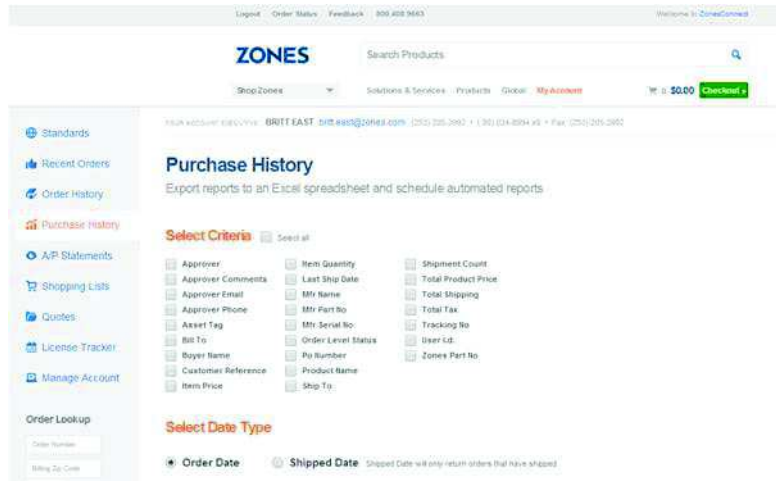 Logout Order Status Feedback 800.408.9663 Welcome to ZonesConnect
ZONES
Search Products
Shop Zones Solutions & Services Products Global My Account 0 $0.00 Checkout
YOUR ACCOUNT EXECUTIVE BRITT EAST britt.east@zones.com
Standards
Recent Orders
Order History
Purchase History
A/P Statements
Shopping Lists
Quotes
License Tracker
Manage Account
Order Lookup
Order Number
Billing Zip Code
Purchase History
Export reports to an Excel spreadsheet and schedule automated reports
Select Criteria Select all
Approver
Approver Comments
Approver Email
Approver Phone
Asset Tag
Bill To
Buyer Name
Customer Reference
Item Price
Item Quantity
Last Ship Date
Mfr Name
Mfr Part No
Mfr Serial No
Order Level Status
Po Number
Product Name
Ship To
Shipment Count
Total Product Price
Total Shipping
Total Tax
Tracking No
User I.d.
Zones Part No
Select Date Type
Order Date Shipped Date Shipped Date will only return orders that have shipped